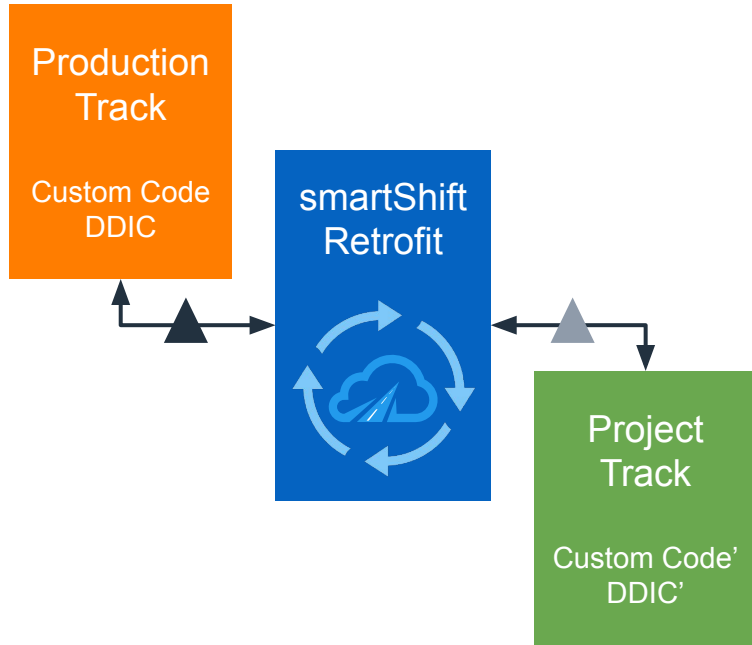 Production
Track
Custom Code
DDIC
smartShift
Retrofit
Project
Track
Custom Code’
DDIC’